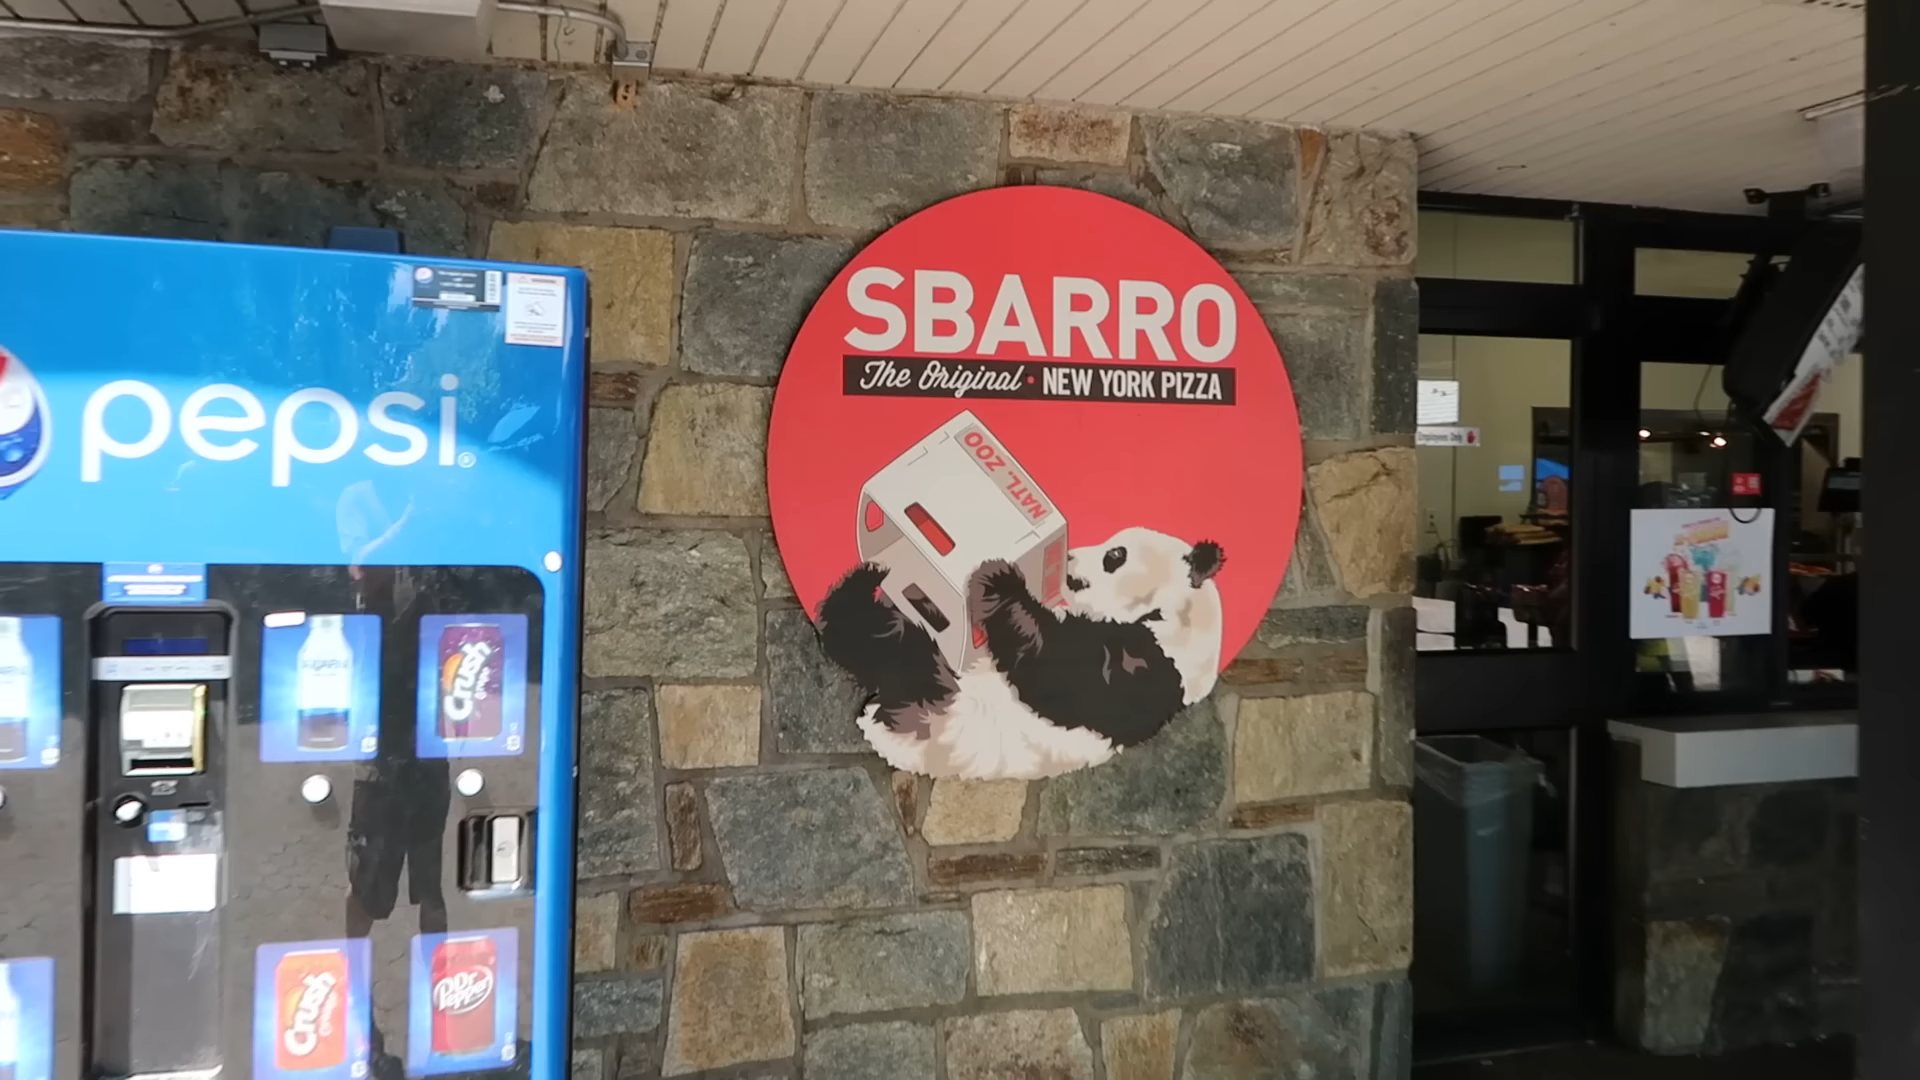 pepsi
SBARRO
The Original • NEW YORK PIZZA
NATL. ZOO
Employees Only
Crush
Crush
Dr Pepper